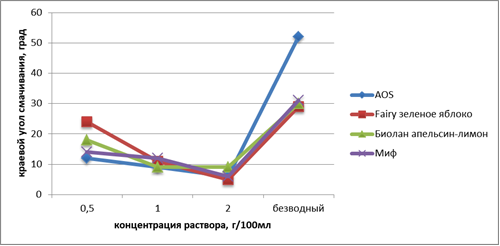 60
50
40
30
20
10
0
краевой угол смачивания, град
0,5 1 2 безводный
концентрация раствора, г/100мл
AOS
Fairy зеленое яблоко
Биолан апельсин-лимон
Миф